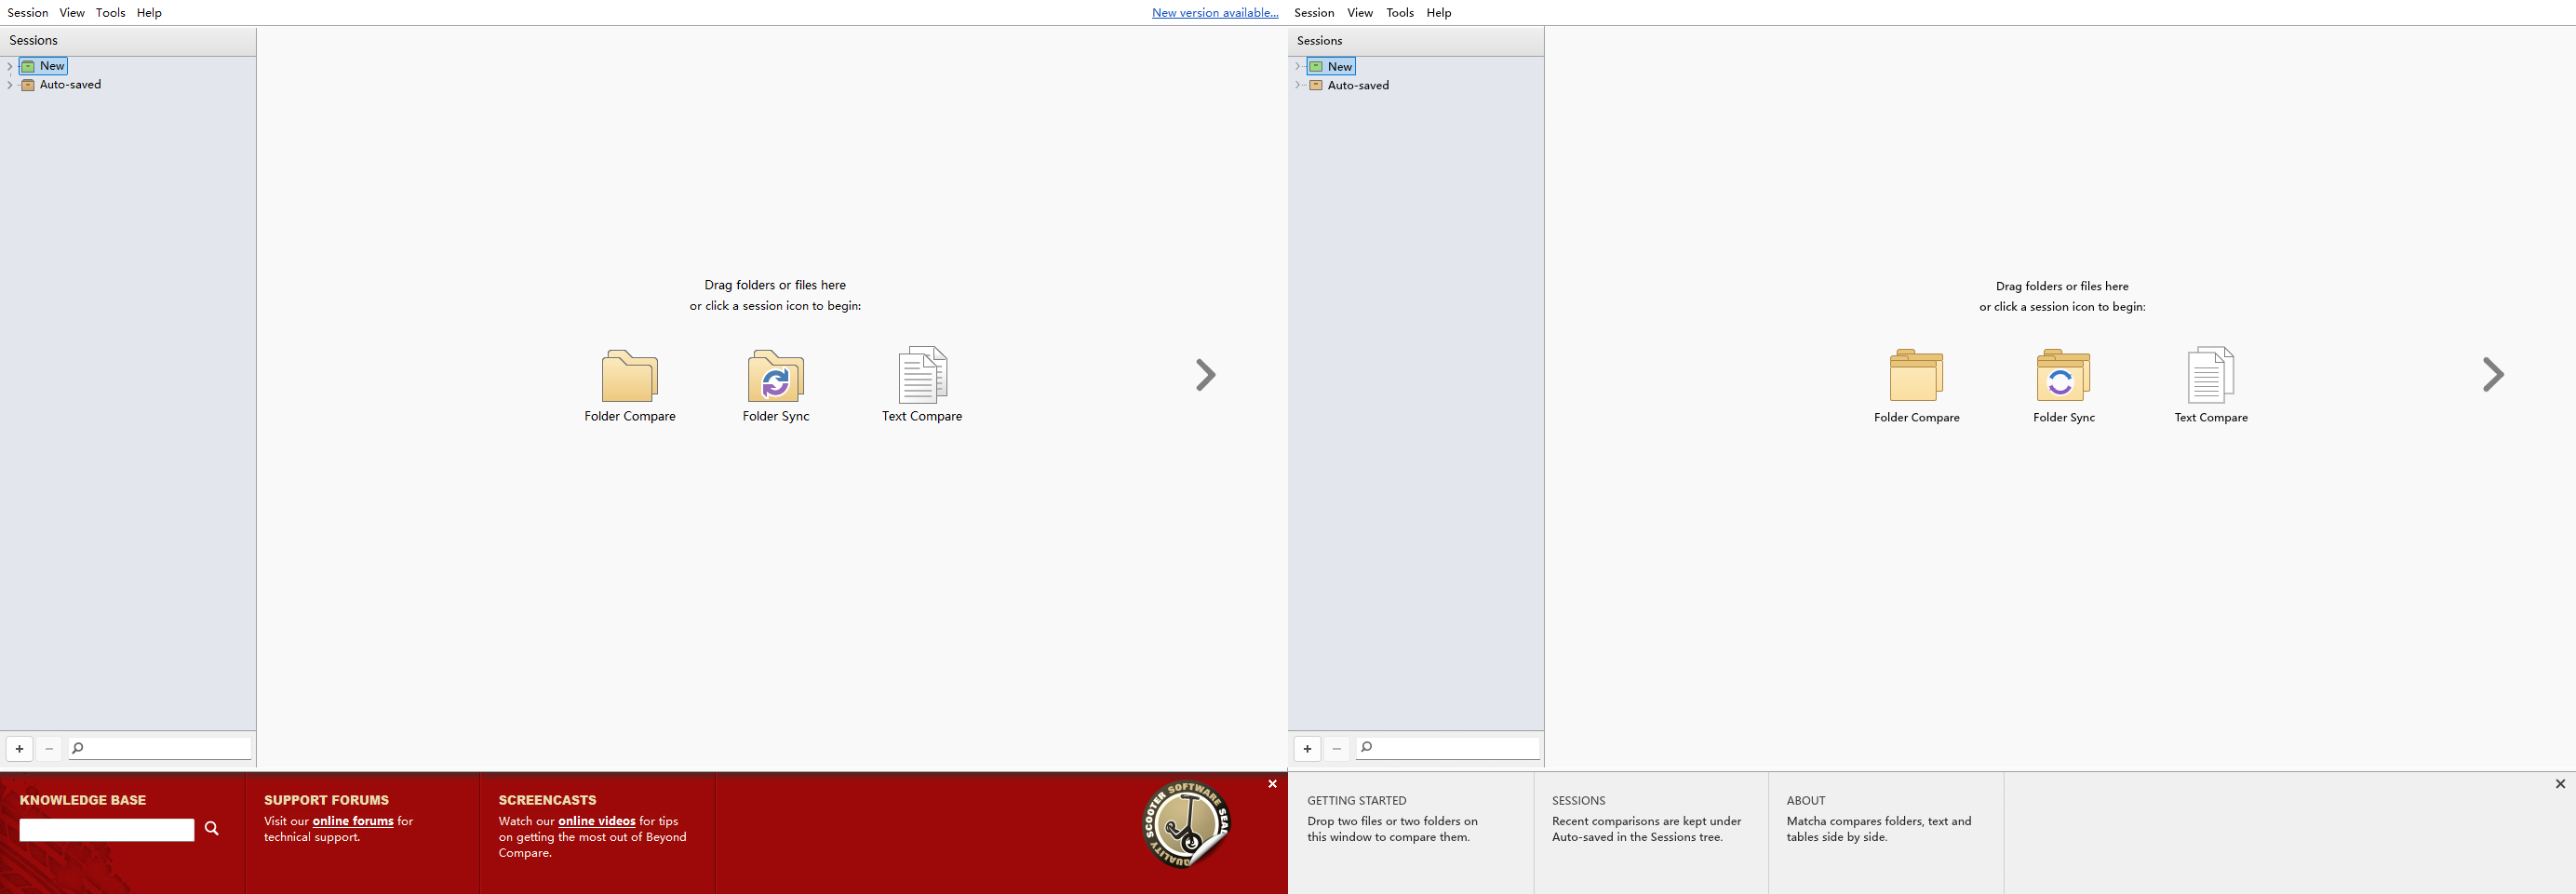 Session View Tools Help
New version available...
Sessions
New
Auto-saved
Drag folders or files here
or click a session icon to begin:
Folder Compare
Folder Sync
Text Compare
KNOWLEDGE BASE
SUPPORT FORUMS
Visit our online forums for
technical support.
SCREENCASTS
Watch our online videos for tips
on getting the most out of Beyond
Compare.
SCOOTER SOFTWARE SEAL
QUALITY
Session View Tools Help
Sessions
New
Auto-saved
Drag folders or files here
or click a session icon to begin:
Folder Compare
Folder Sync
Text Compare
GETTING STARTED
Drop two files or two folders on
this window to compare them.
SESSIONS
Recent comparisons are kept under
Auto-saved in the Sessions tree.
ABOUT
Matcha compares folders, text and
tables side by side.